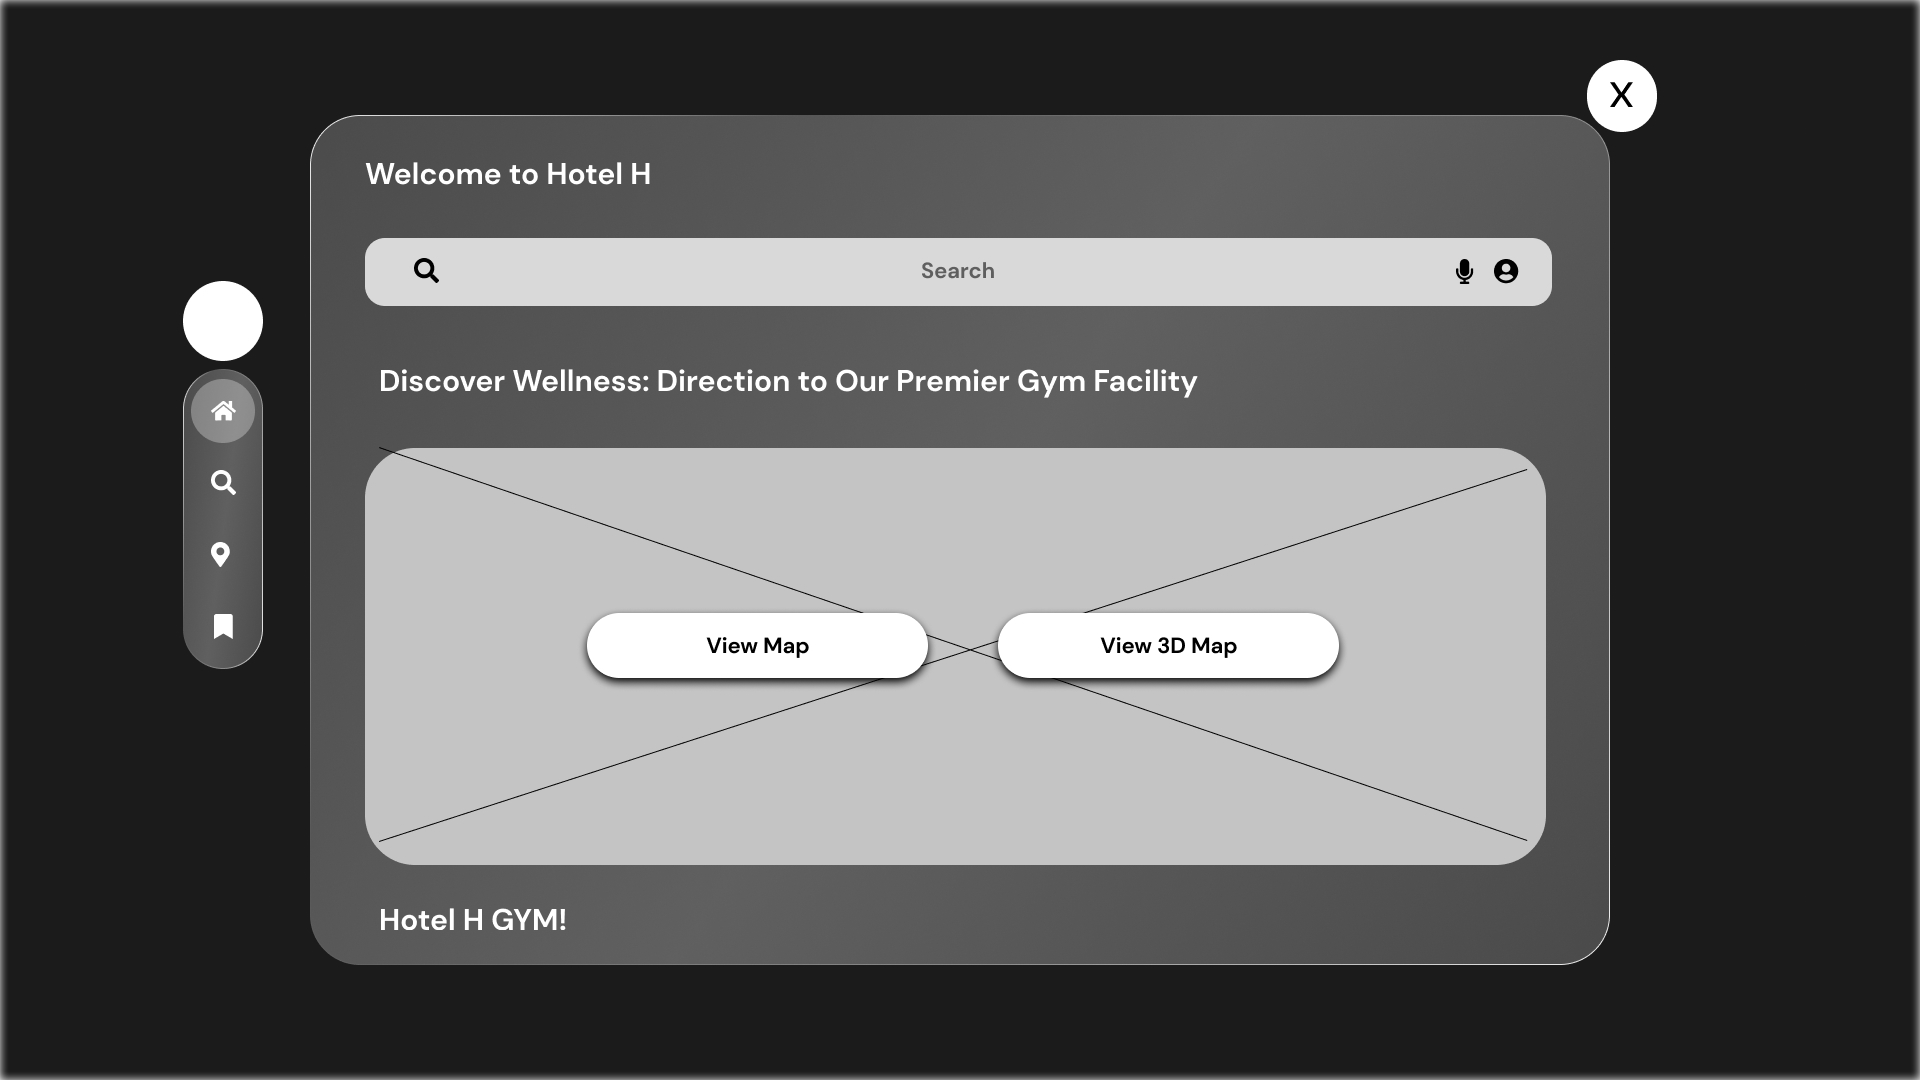 X
Welcome to Hotel H
Search
Discover Wellness: Direction to Our Premier Gym Facility
View Map
View 3D Map
Hotel H GYM!